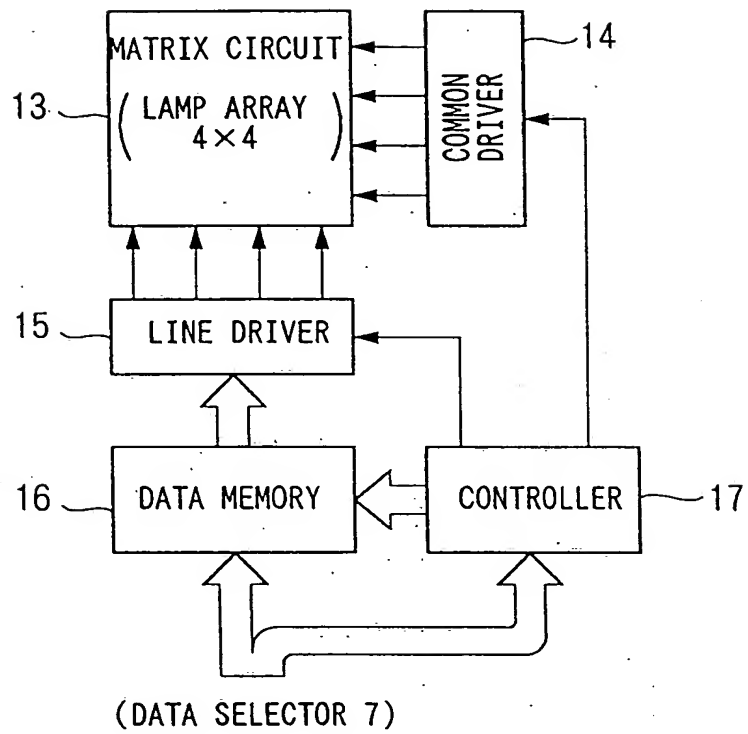 MATRIX CIRCUIT
14
13
( LAMP ARRAY
4×4 )
COMMON
DRIVER
15
LINE DRIVER
16
DATA MEMORY
CONTROLLER
17
(DATA SELECTOR 7)